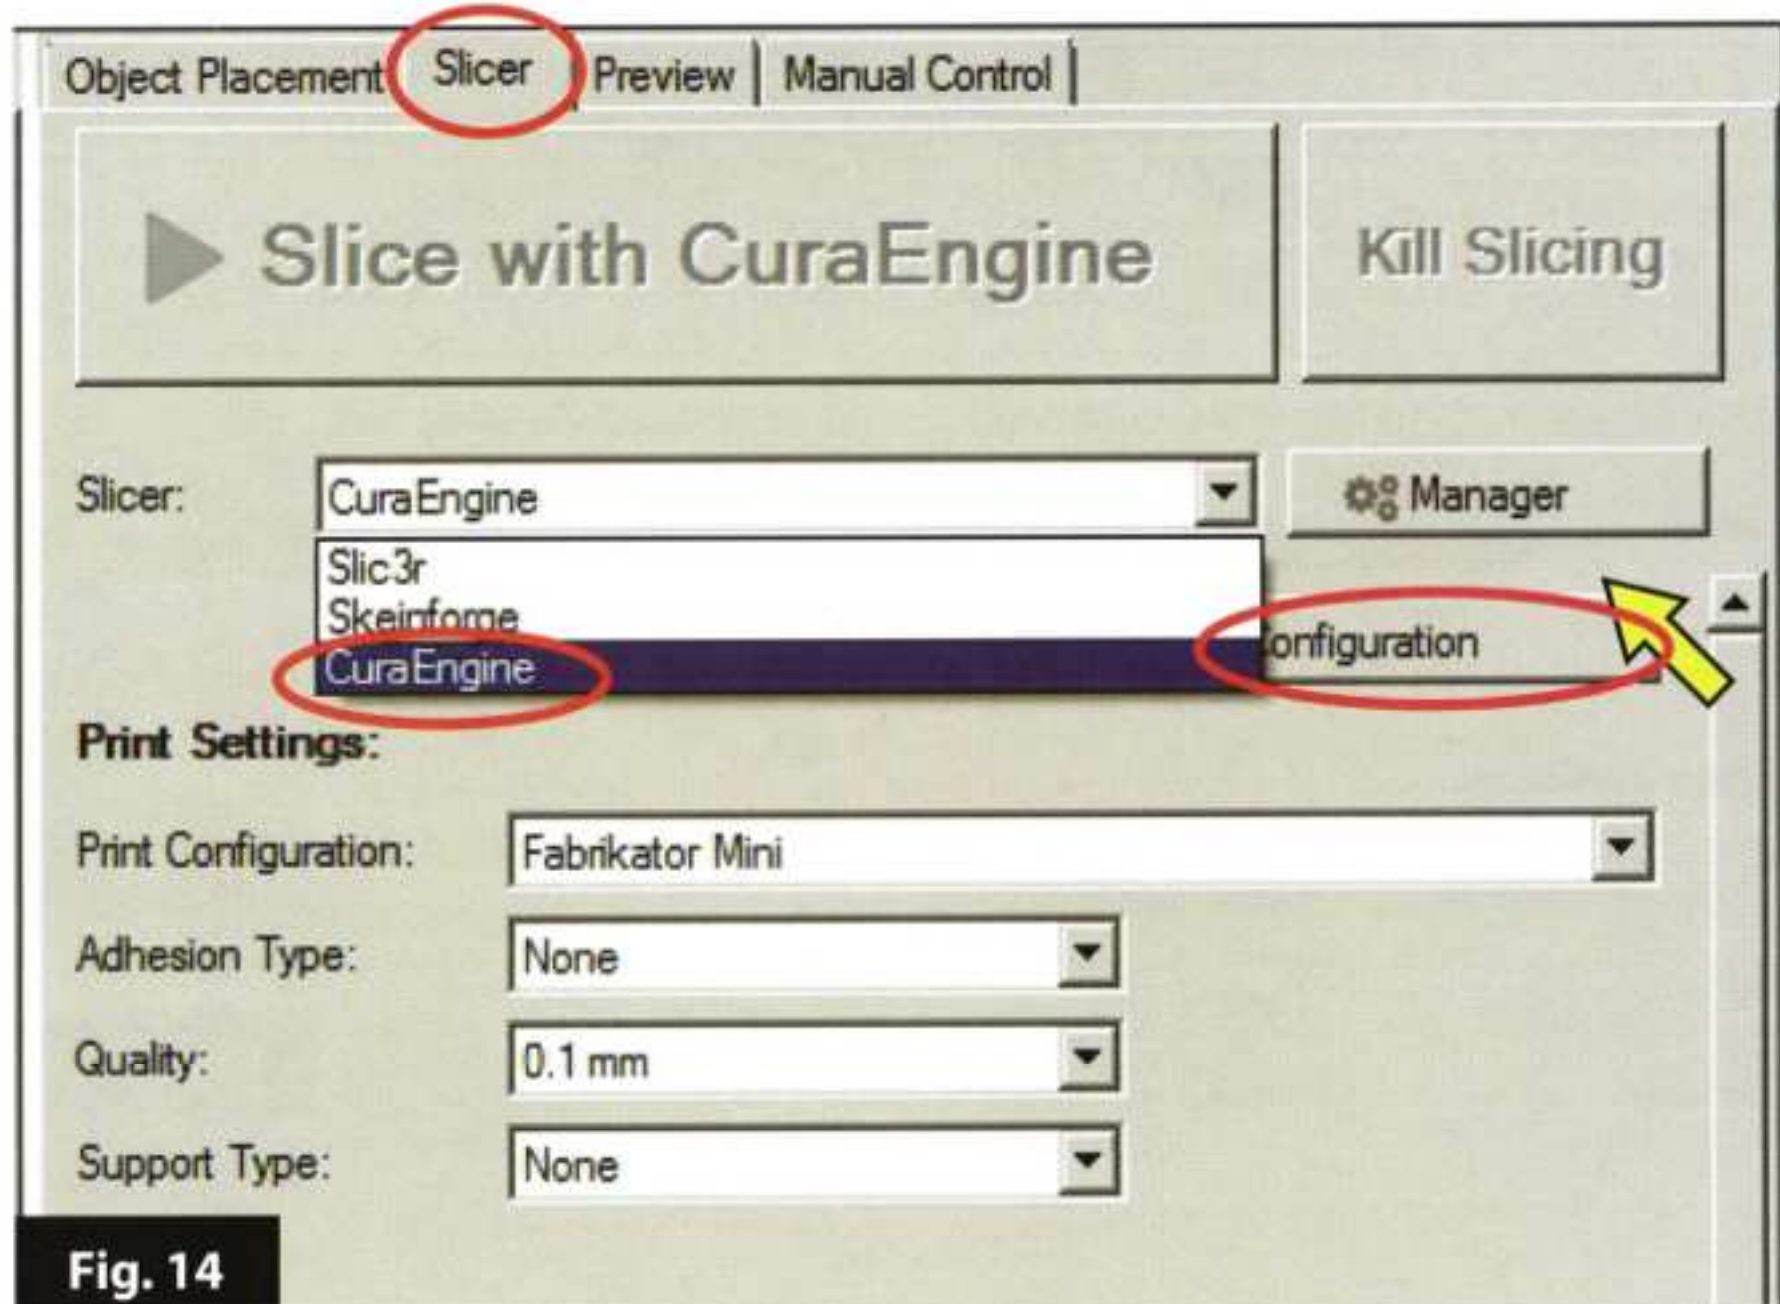 Object Placement Slicer Preview Manual Control
Slice with CuraEngine Kill Slicing
Slicer: CuraEngine Manager
Slic3r
Skeinforge
CuraEngine
onfiguration
Print Settings:
Print Configuration: Fabrikator Mini
Adhesion Type: None
Quality: 0.1 mm
Support Type: None
Fig. 14